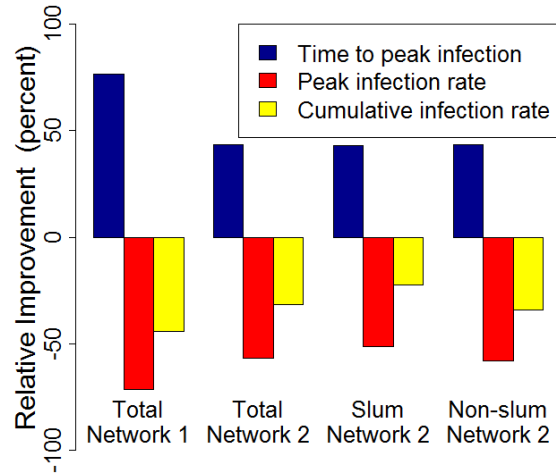 100
50
0
-50
-100
Relative Improvement (percent)
Time to peak infection
Peak infection rate
Cumulative infection rate
Total
Network 1
Total
Network 2
Slum
Network 2
Non-slum
Network 2